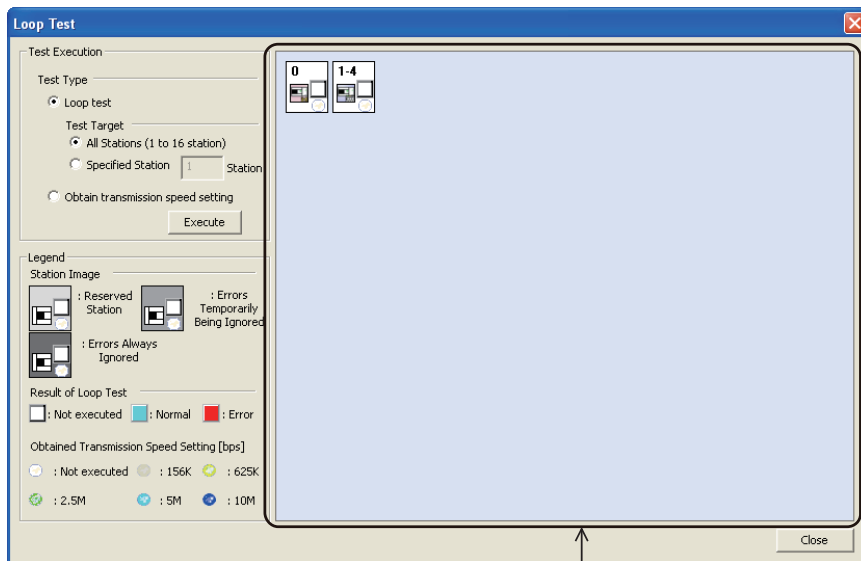 Loop Test
Test Execution
Test Type
Loop test
Test Target
All Stations (1 to 16 station)
Specified Station 1 Station
Obtain transmission speed setting
Execute
0 1-4
Legend
Station Image
: Reserved Station
: Errors Temporarily Being Ignored
: Errors Always Ignored
Result of Loop Test
: Not executed : Normal : Error
Obtained Transmission Speed Setting [bps]
: Not executed : 156K : 625K
: 2.5M : 5M : 10M
Close